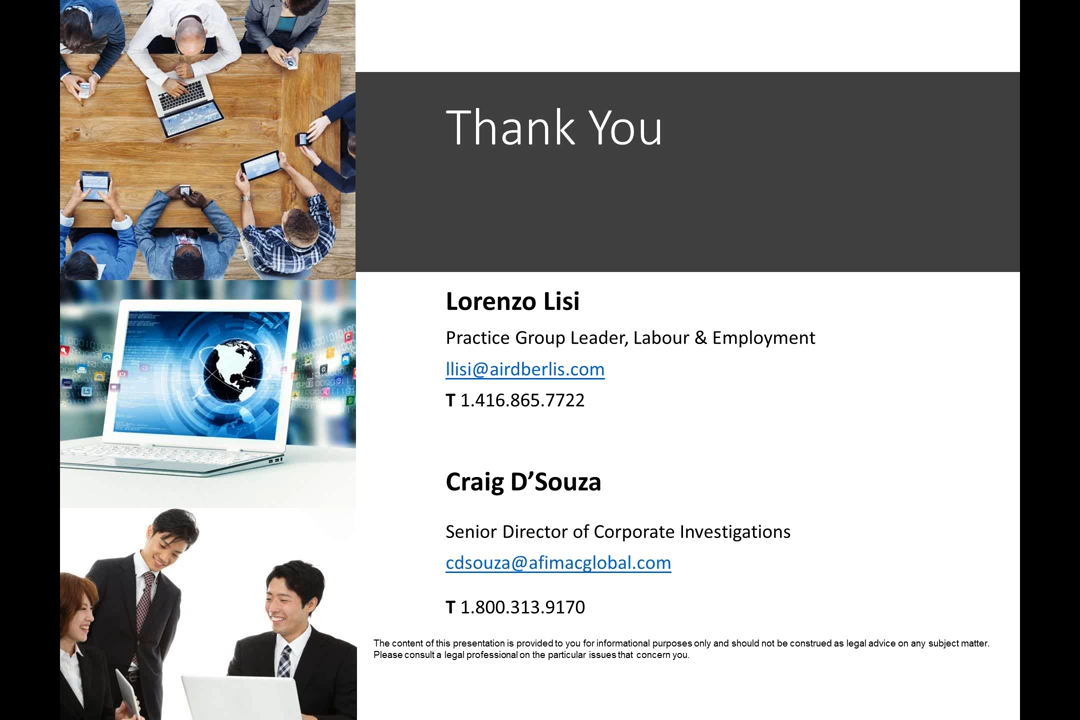 Thank You
Lorenzo Lisi
Practice Group Leader, Labour & Employment
llisi@airdberlis.com
T 1.416.865.7722
Craig D’Souza
Senior Director of Corporate Investigations
cdsouza@afimacglobal.com
T 1.800.313.9170
The content of this presentation is provided to you for informational purposes only and should not be construed as legal advice on any subject matter.
Please consult a legal professional on the particular issues that concern you.